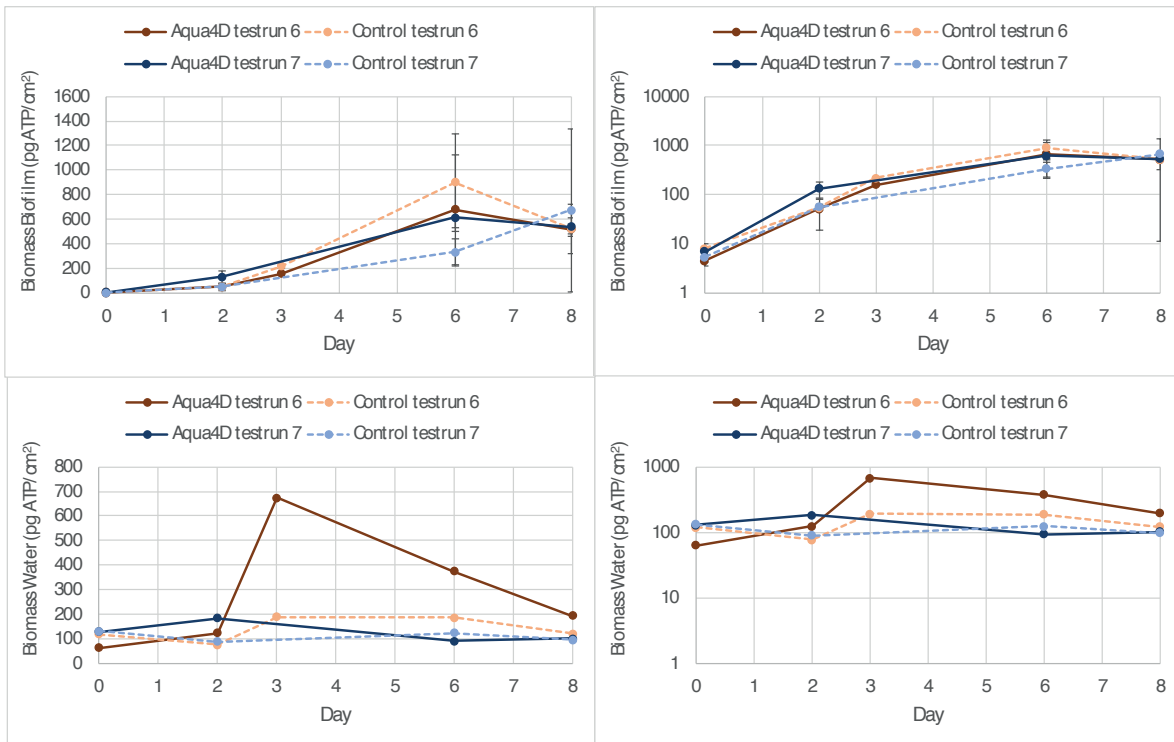 Aqua4D testrun 6 Control testrun 6
Aqua4D testrun 7 Control testrun 7
Biomass Biofilm (pg ATP/cm²)
1600
1400
1200
1000
800
600
400
200
0
0 1 2 3 4 5 6 7 8
Day
Aqua4D testrun 6 Control testrun 6
Aqua4D testrun 7 Control testrun 7
Biomass Biofilm (pg ATP/cm²)
10000
1000
100
10
1
0 1 2 3 4 5 6 7 8
Day
Aqua4D testrun 6 Control testrun 6
Aqua4D testrun 7 Control testrun 7
Biomass Water (pg ATP/cm²)
800
700
600
500
400
300
200
100
0
0 1 2 3 4 5 6 7 8
Day
Aqua4D testrun 6 Control testrun 6
Aqua4D testrun 7 Control testrun 7
Biomass Water (pg ATP/cm²)
1000
100
10
1
0 1 2 3 4 5 6 7 8
Day